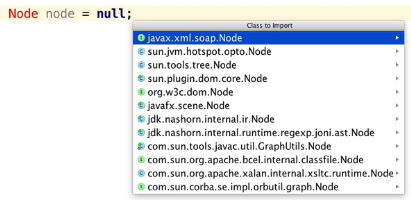 Node node = null;
Class to Import
javax.xml.soap.Node
sun.jvm.hotspot.opto.Node
sun.tools.tree.Node
sun.plugin.dom.core.Node
org.w3c.dom.Node
javafx.scene.Node
jdk.nashorn.internal.ir.Node
jdk.nashorn.internal.runtime.regexp.joni.ast.Node
com.sun.tools.javac.util.GraphUtils.Node
com.sun.org.apache.bcel.internal.classfile.Node
com.sun.org.apache.xalan.internal.xsltc.runtime.Node
com.sun.corba.se.impl.orbutil.graph.Node